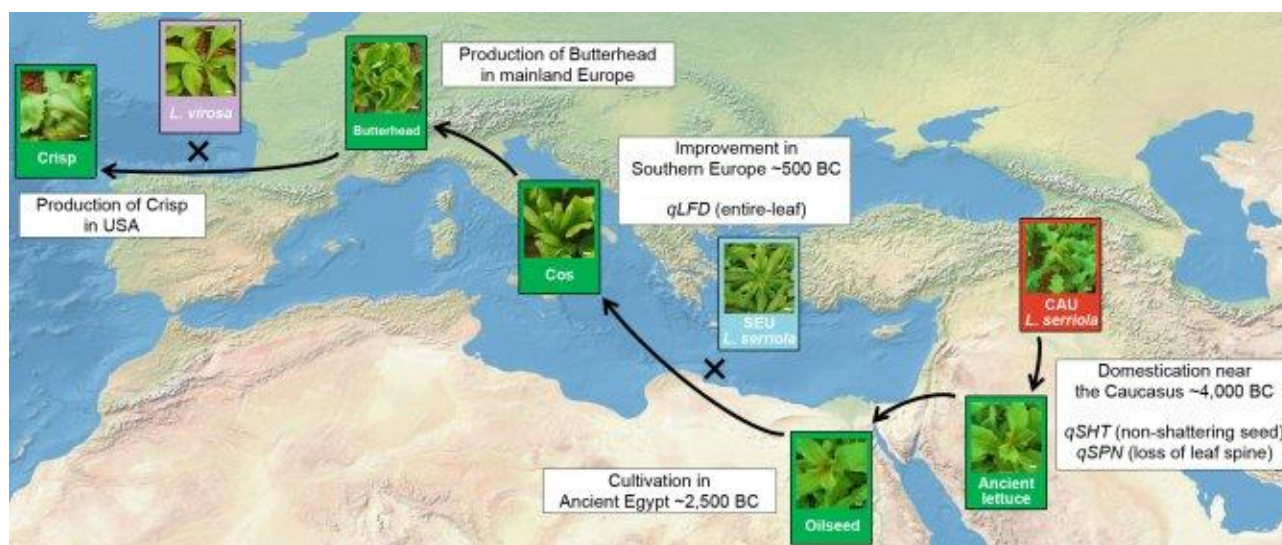 L. virosa
Crisp
Butterhead
Production of Butterhead
in mainland Europe
Production of Crisp
in USA
Improvement in
Southern Europe ~500 BC
qLFD (entire-leaf)
Cos
SEU
L. serriola
CAU
L. serriola
Domestication near
the Caucasus ~4,000 BC
qSHT (non-shattering seed)
qSPN (loss of leaf spine)
Ancient
lettuce
Cultivation in
Ancient Egypt ~2,500 BC
Oilseed